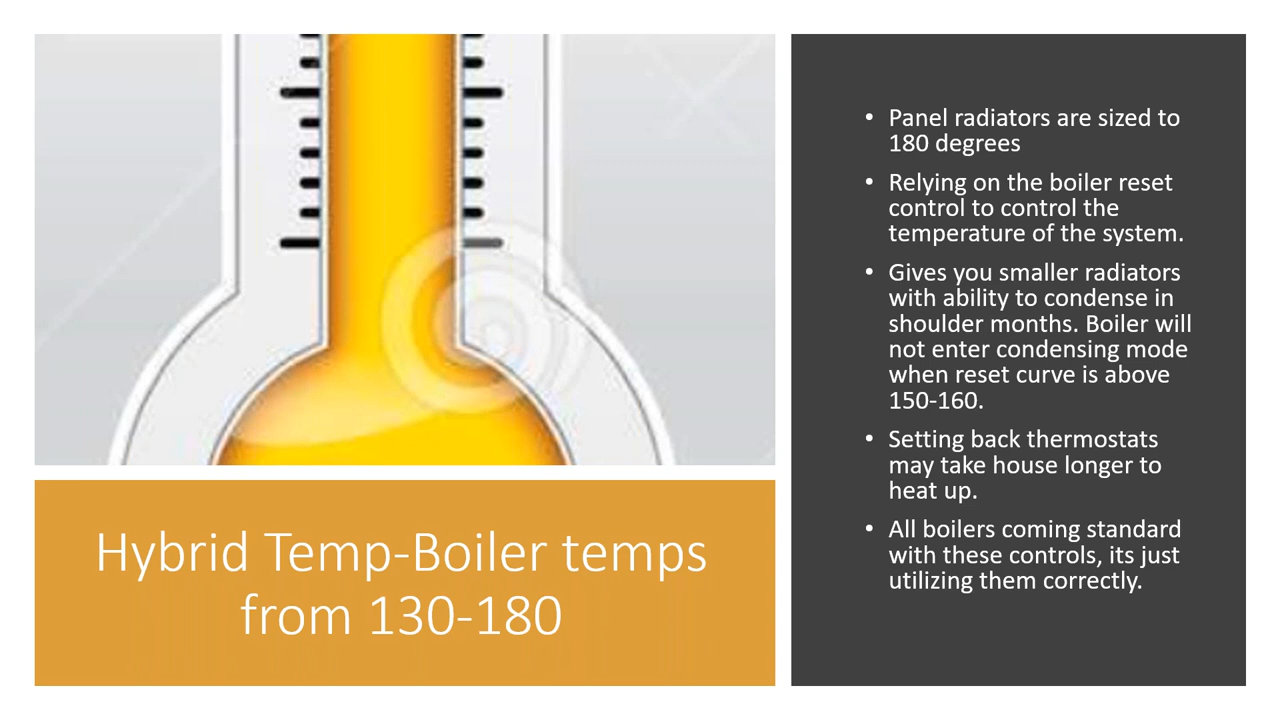 Hybrid Temp-Boiler temps
from 130-180
• Panel radiators are sized to
180 degrees
• Relying on the boiler reset
control to control the
temperature of the system.
• Gives you smaller radiators
with ability to condense in
shoulder months. Boiler will
not enter condensing mode
when reset curve is above
150-160.
• Setting back thermostats
may take house longer to
heat up.
• All boilers coming standard
with these controls, its just
utilizing them correctly.